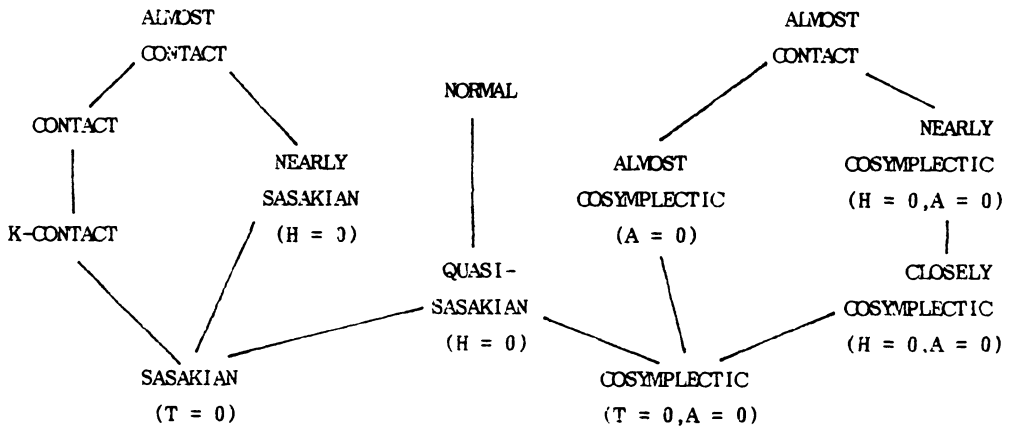 ALMOST
CONTACT
CONTACT
NEARLY
SASAKIAN
(H = 0)
K-CONTACT
SASAKIAN
(T = 0)
NORMAL
QUASI-
SASAKIAN
(H = 0)
ALMOST
CONTACT
ALMOST
COSYMPLECTIC
(A = 0)
NEARLY
COSYMPLECTIC
(H = 0,A = 0)
CLOSELY
COSYMPLECTIC
(H = 0,A = 0)
COSYMPLECTIC
(T = 0,A = 0)